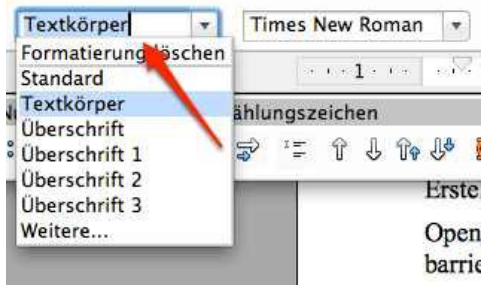 Textkörper
Times New Roman
Formatierung löschen
Standard
1
Textkörper
ählungszeichen
Überschrift
Überschrift 1
Überschrift 2
Überschrift 3
Weitere...
Erste
Open
barrie